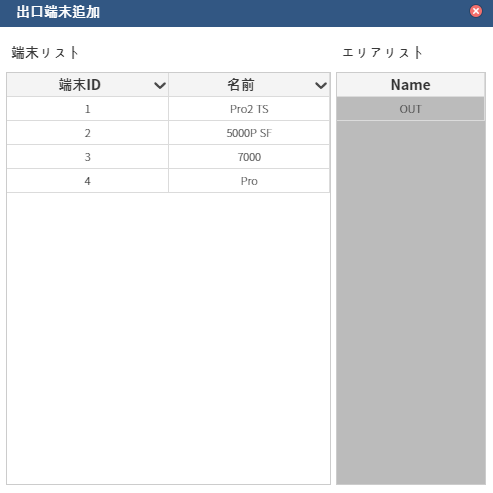 出口端末追加
端末リスト エリアリスト
端末ID 名前 Name
1 Pro2 TS OUT
2 5000P SF
3 7000
4 Pro